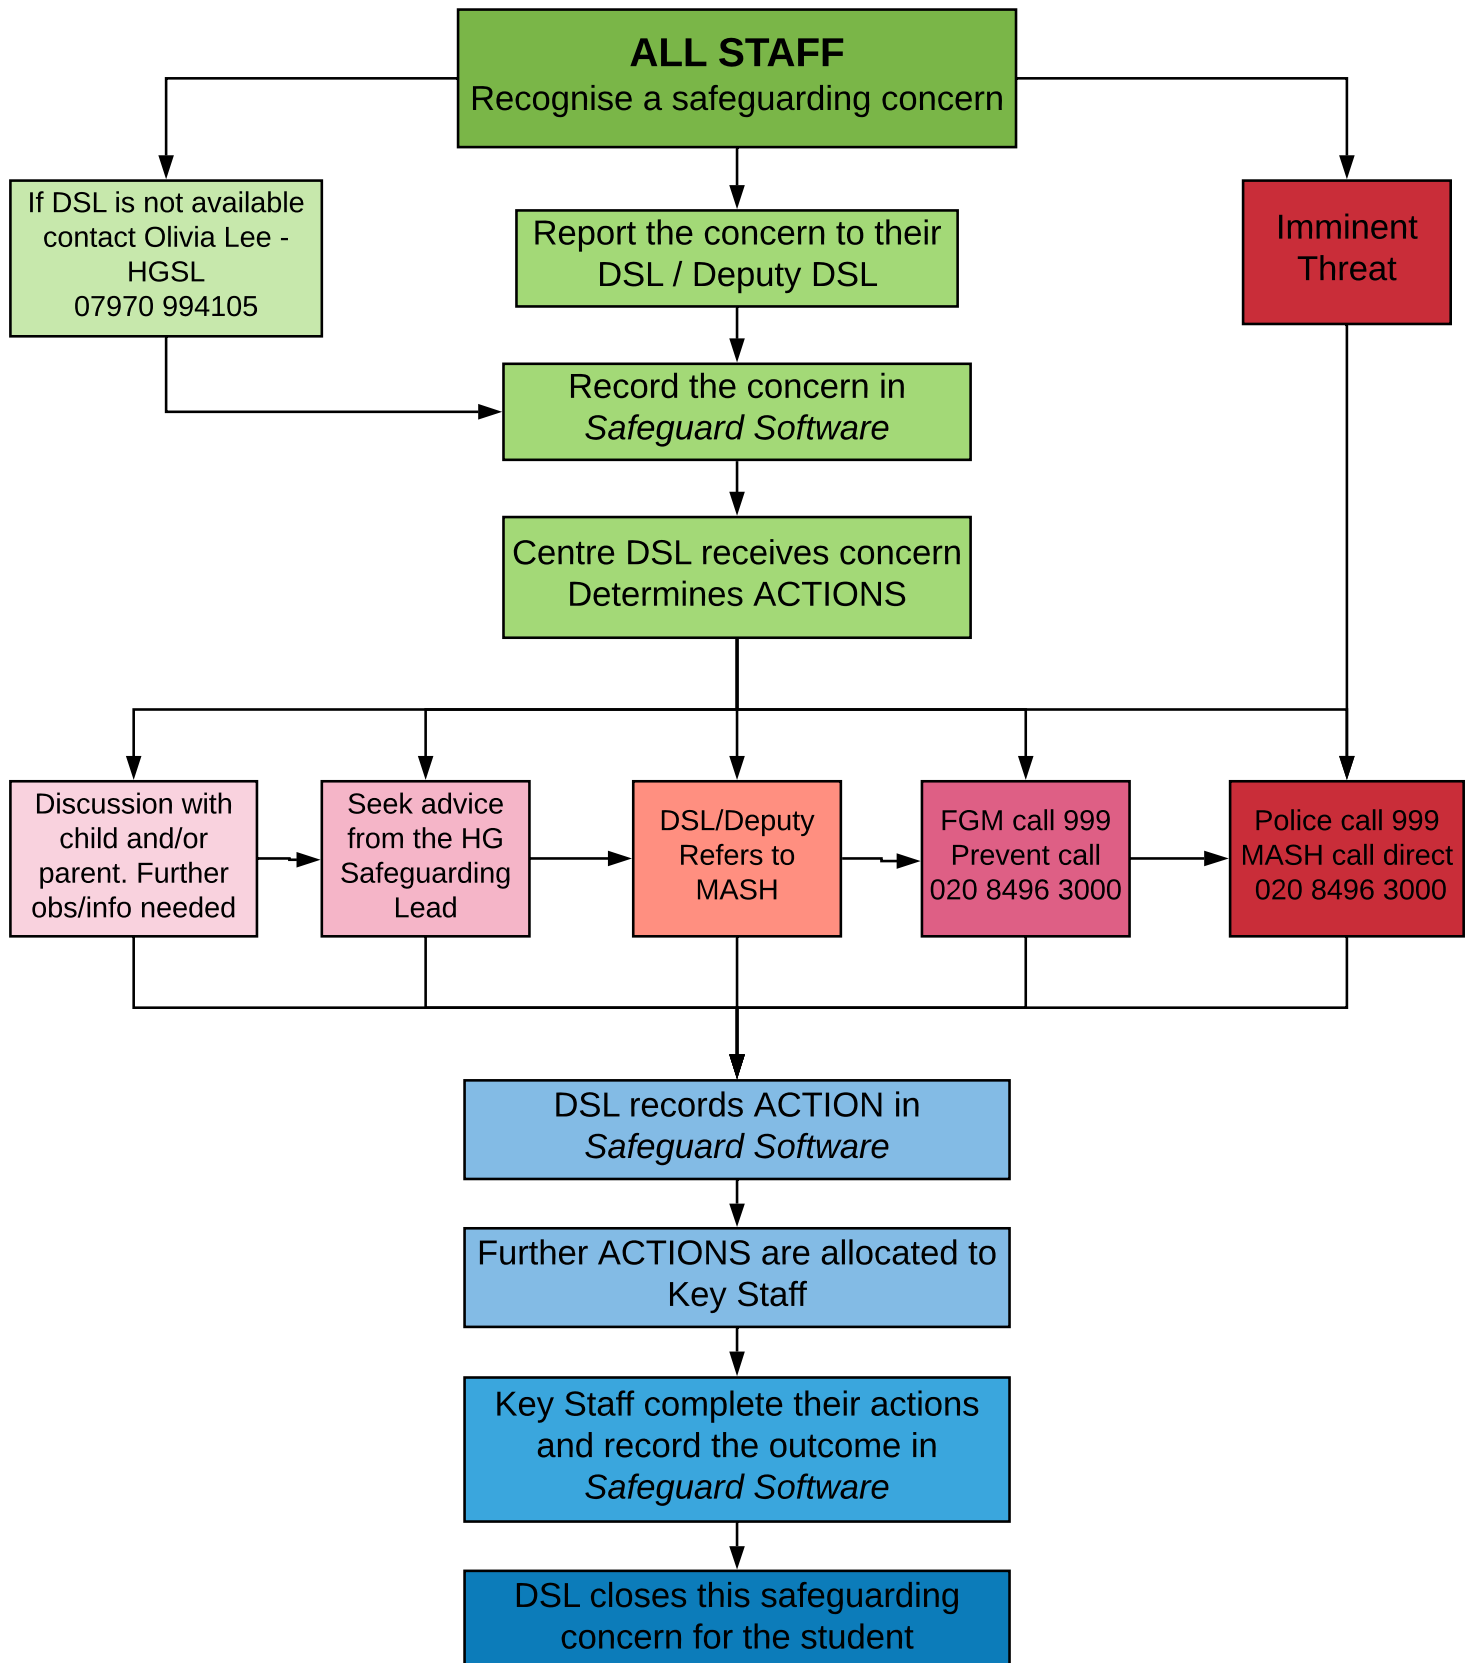 ALL STAFF
Recognise a safeguarding concern
If DSL is not available
contact Olivia Lee -
HGSL
07970 994105
Report the concern to their
DSL / Deputy DSL
Imminent
Threat
Record the concern in
Safeguard Software
Centre DSL receives concern
Determines ACTIONS
Discussion with
child and/or
parent. Further
obs/info needed
Seek advice
from the HG
Safeguarding
Lead
DSL/Deputy
Refers to
MASH
FGM call 999
Prevent call
020 8496 3000
Police call 999
MASH call direct
020 8496 3000
DSL records ACTION in
Safeguard Software
Further ACTIONS are allocated to
Key Staff
Key Staff complete their actions
and record the outcome in
Safeguard Software
DSL closes this safeguarding
concern for the student